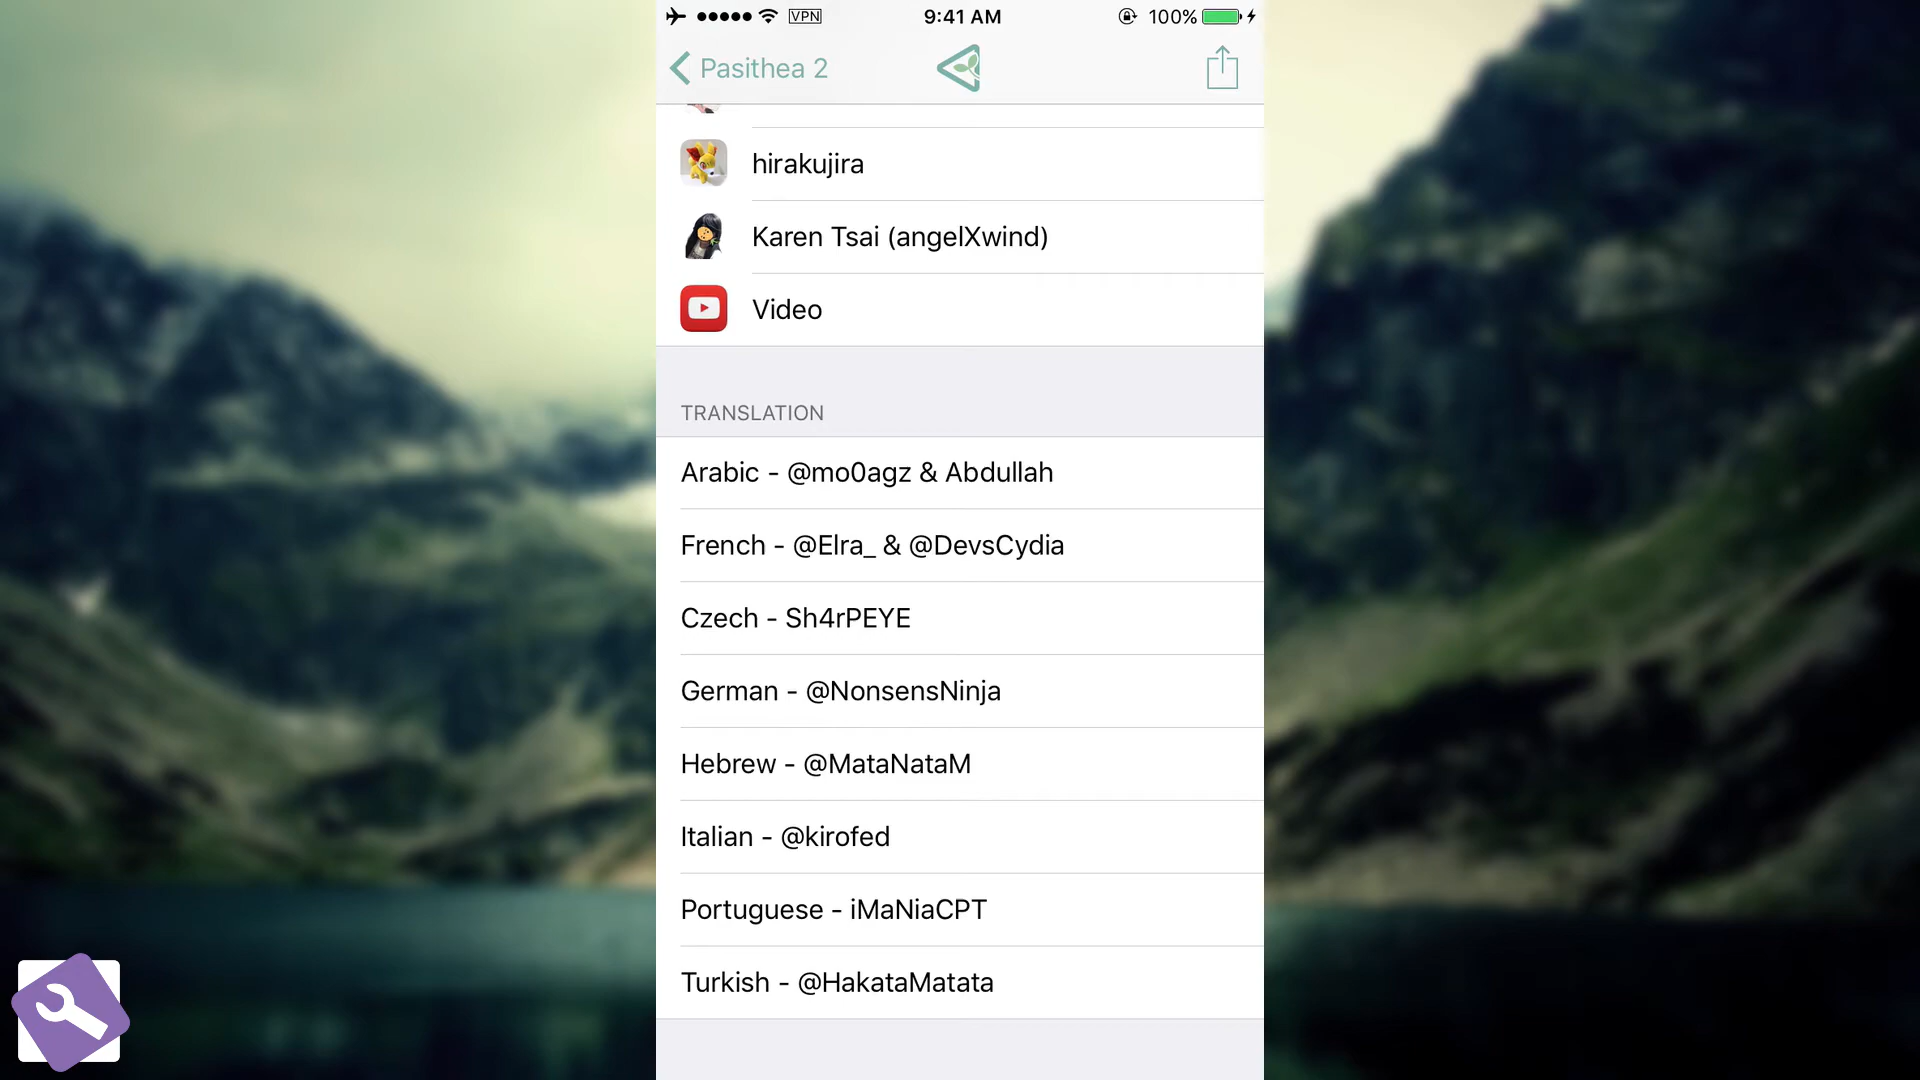 VPN
9:41 AM
100%
Pasithea 2
hirakujira
Karen Tsai (angelXwind)
Video
TRANSLATION
Arabic - @mo0agz & Abdullah
French - @Elra_ & @DevsCydia
Czech - Sh4rPEYE
German - @NonsensNinja
Hebrew - @MataNataM
Italian - @kirofed
Portuguese - iMaNiaCPT
Turkish - @HakataMatata